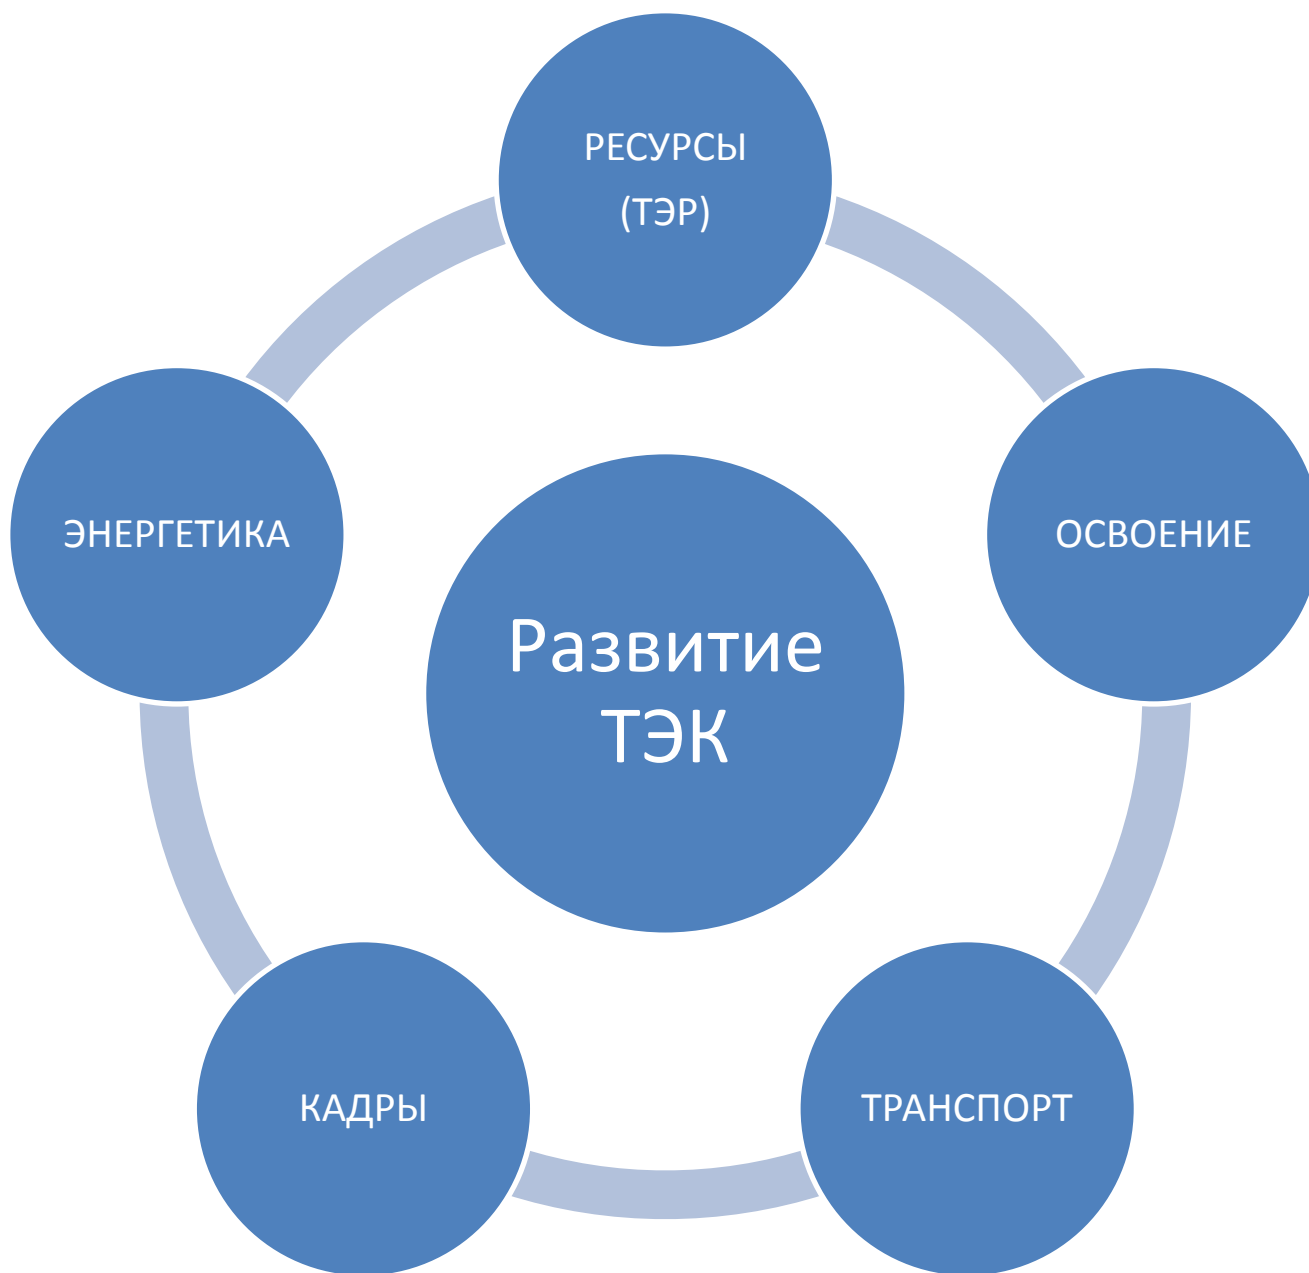 РЕСУРСЫ
(ТЭР)
ЭНЕРГЕТИКА
ОСВОЕНИЕ
Развитие
ТЭК
КАДРЫ
ТРАНСПОРТ